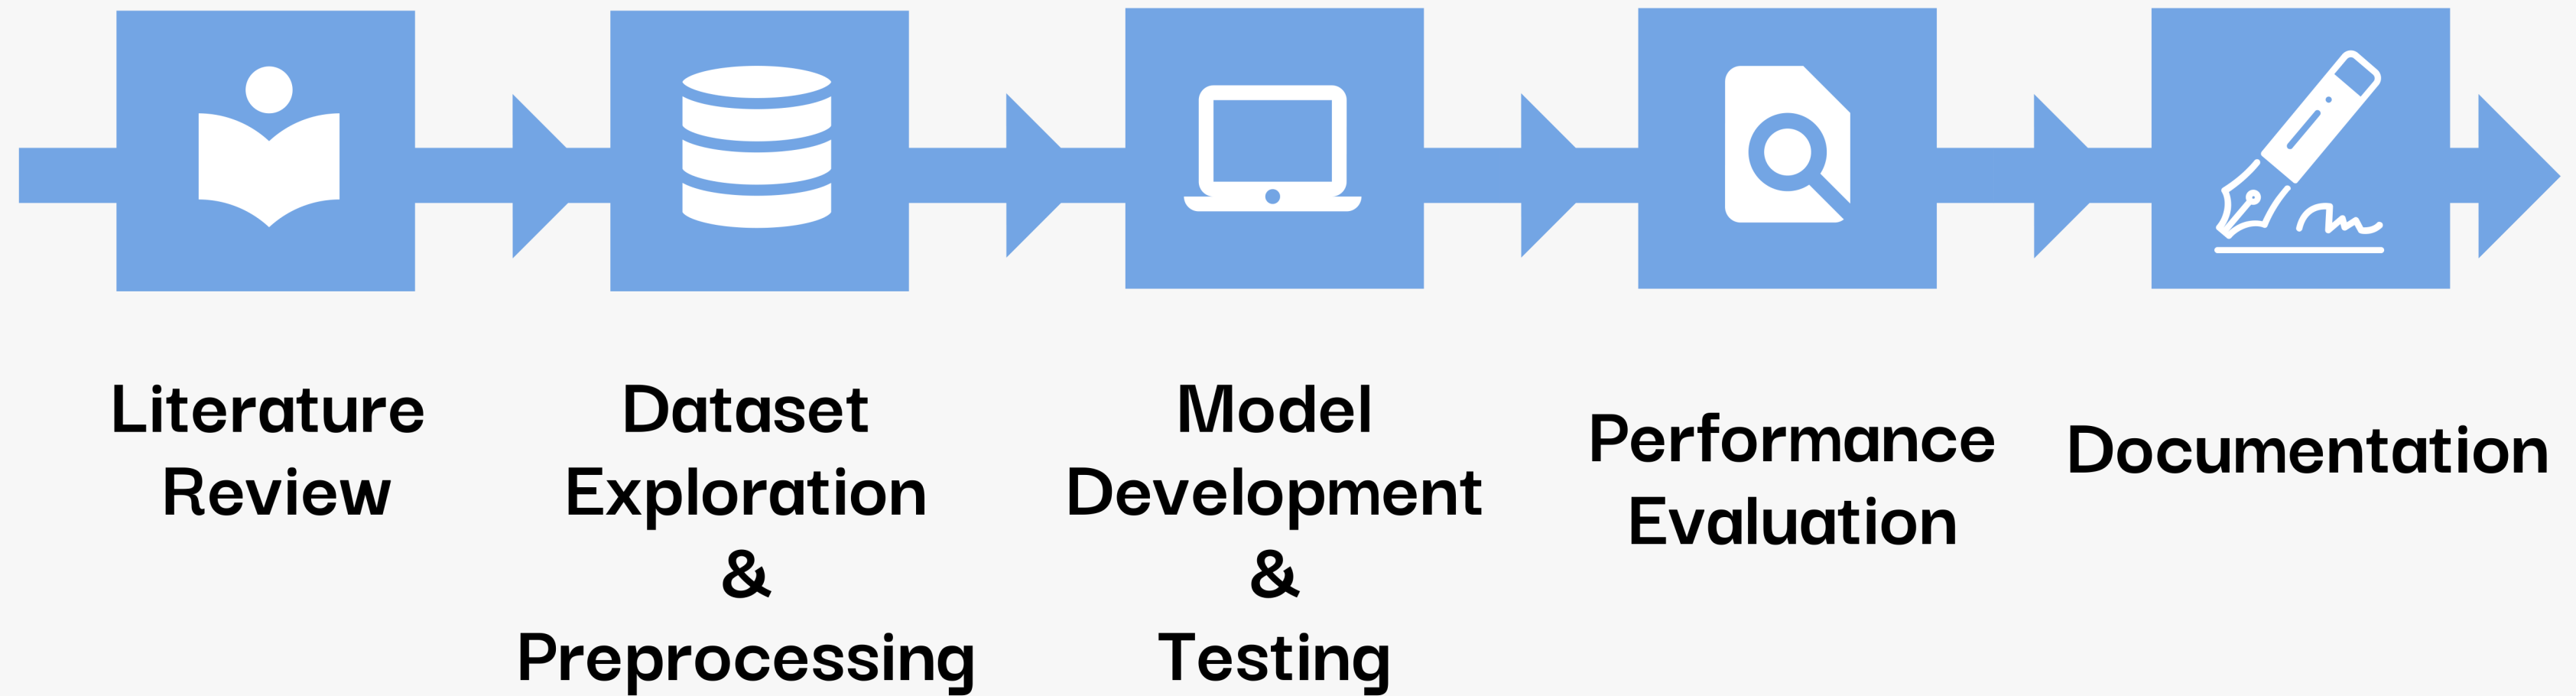 Literature
Review
Dataset
Exploration
&
Preprocessing
Model
Development
&
Testing
Performance
Evaluation
Documentation